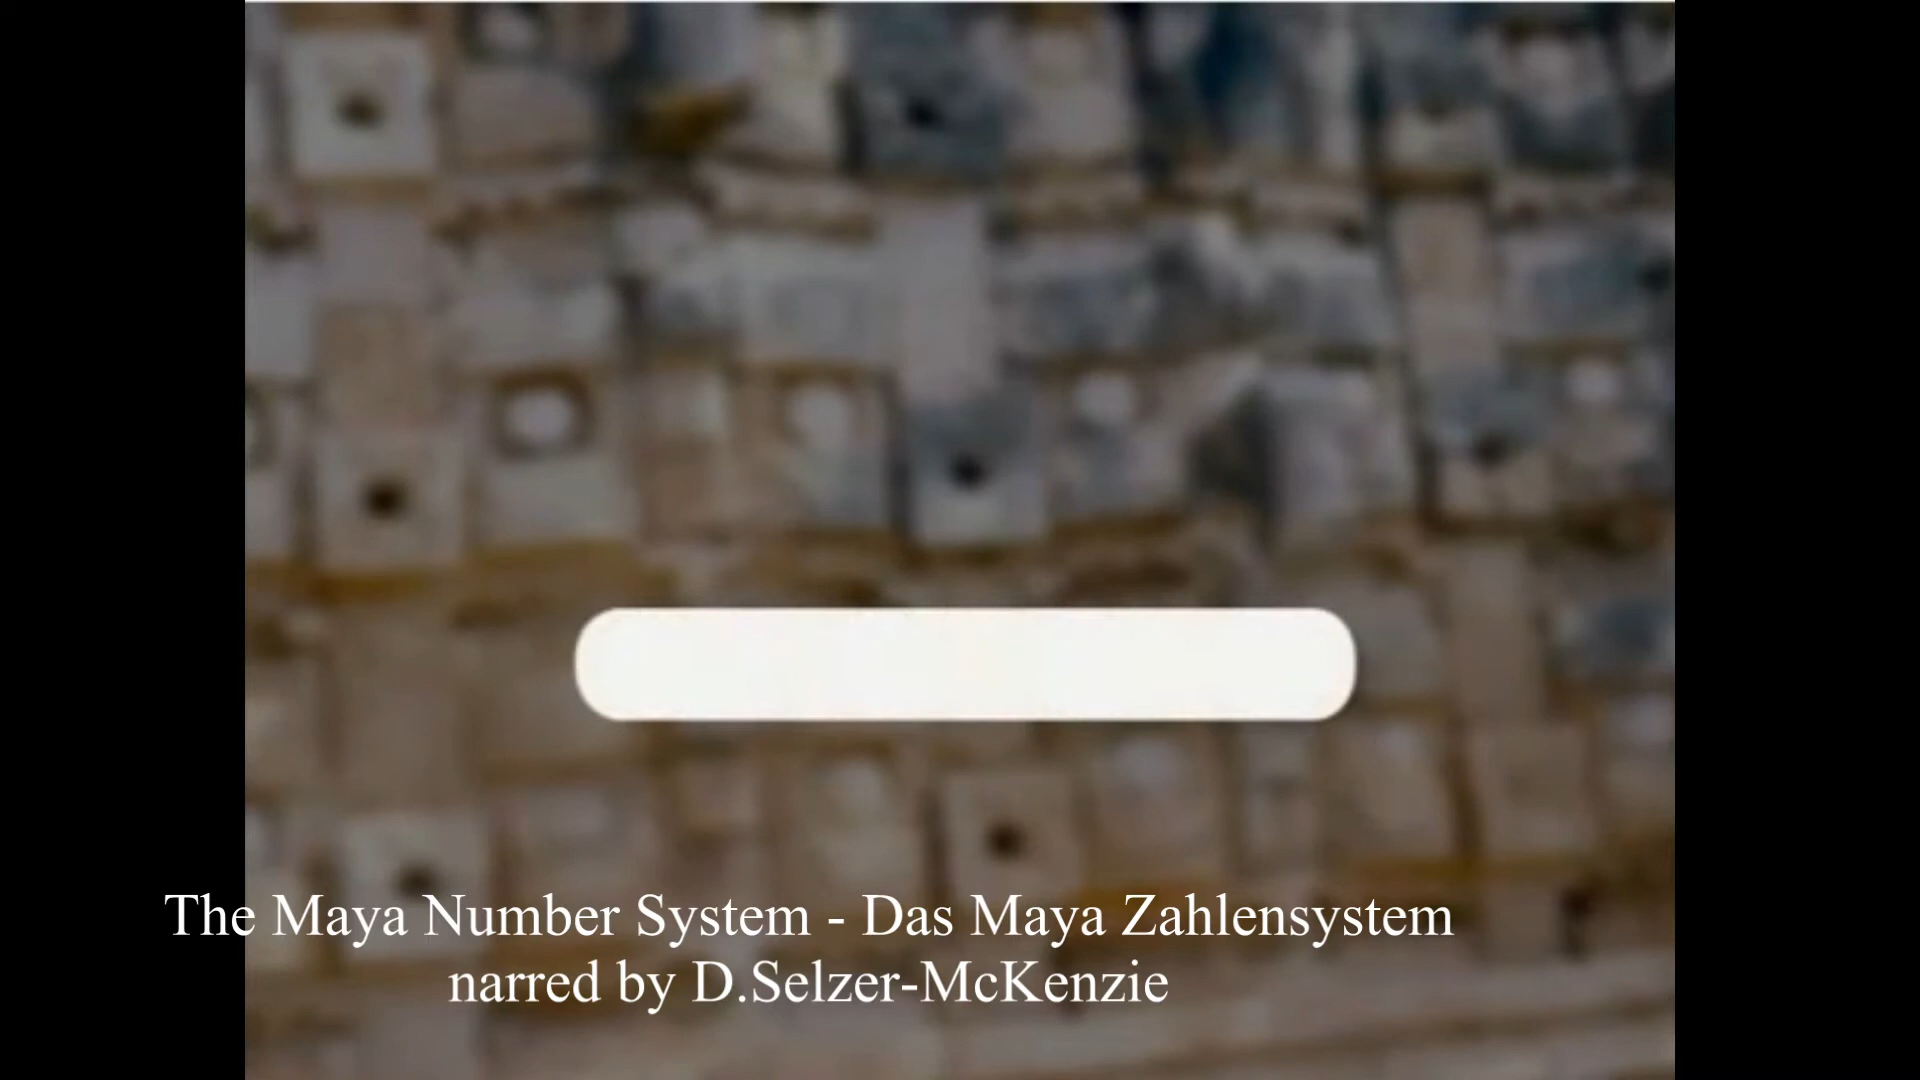 The Maya Number System - Das Maya Zahlensystem
narred by D.Selzer-McKenzie